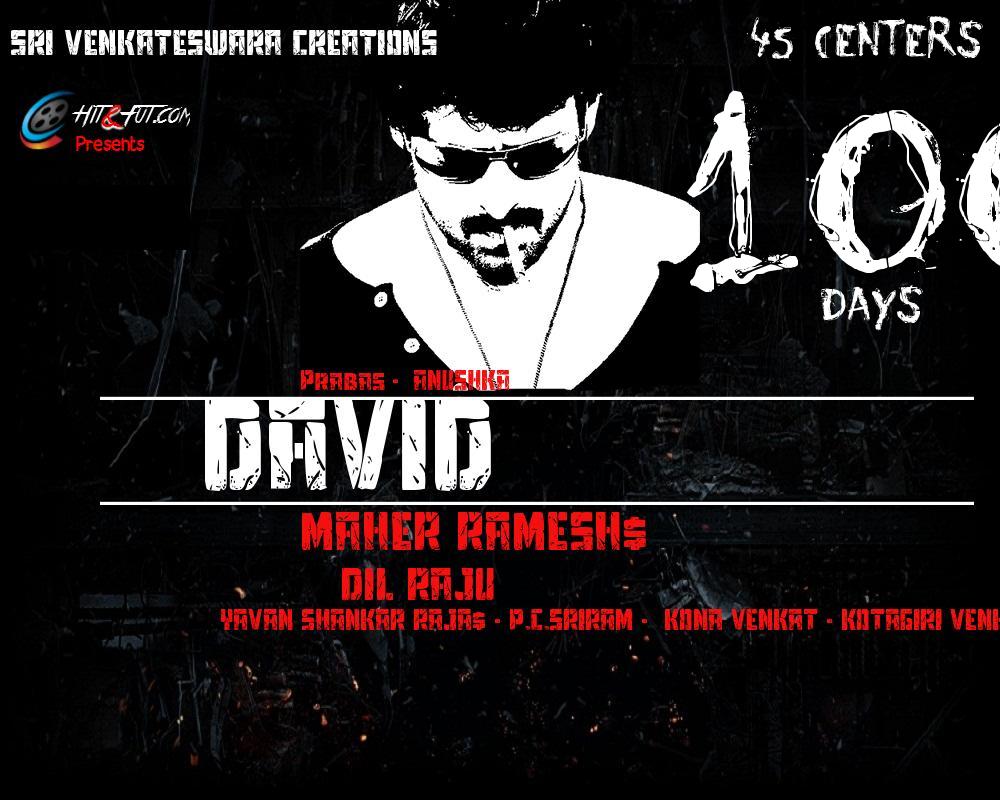 SRI VENKATESWARA CREATIONS
45 CENTERS
HIT&FUT.COM
Presents
100
DAYS
PRABAS - ANUSHKA
DAVID
MAHER RAMESH$
DIL RAJU
YAVAN SHANKAR RAJA$ - P.C.SRIRAM - KONA VENKAT - KOTAGIRI